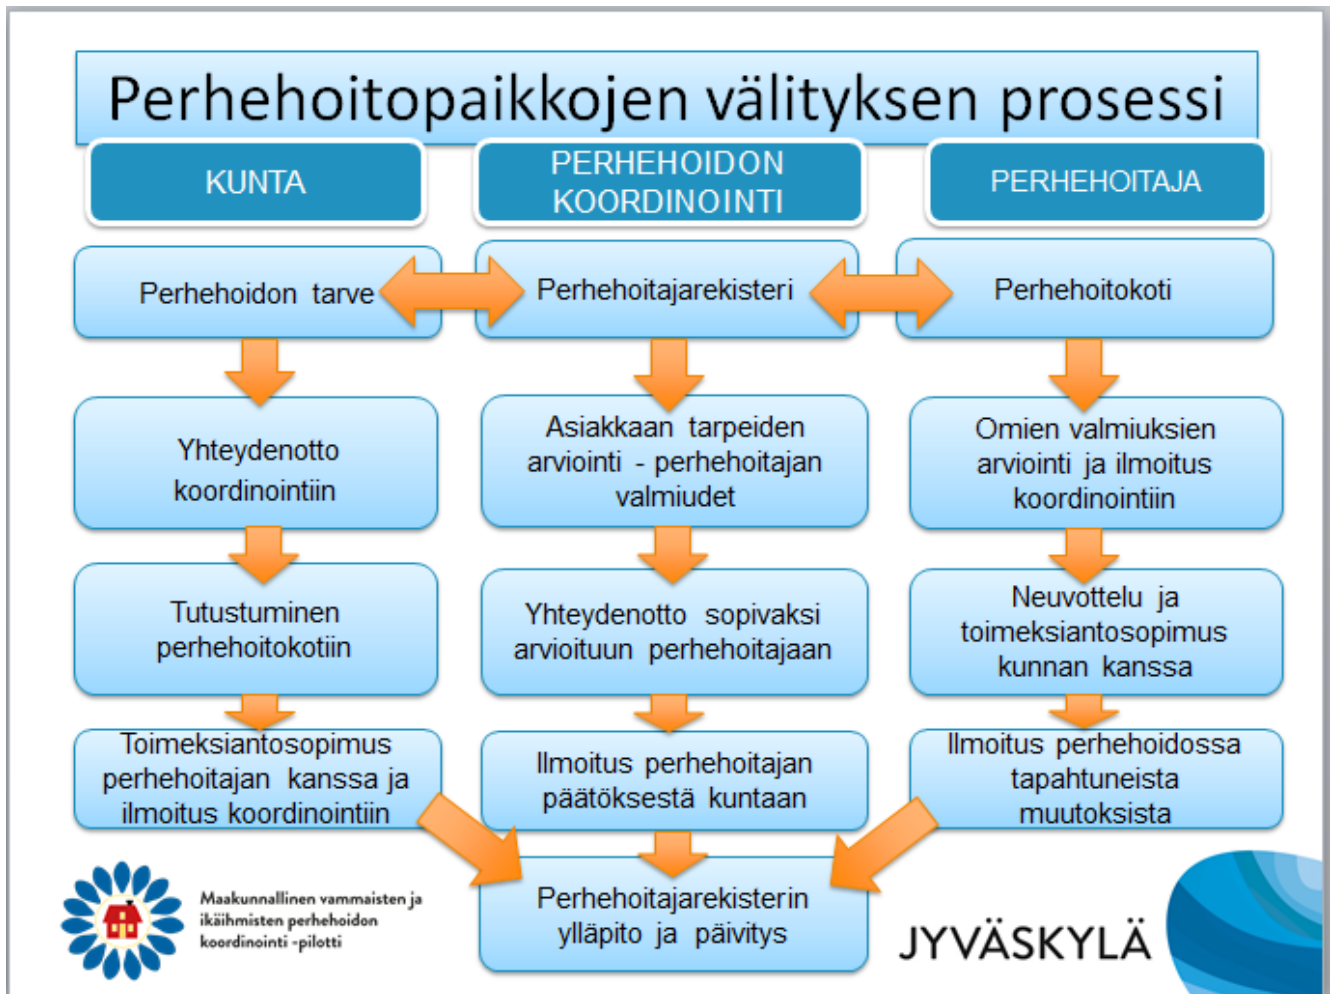 Perhehoitopaikkojen välityksen prosessi
KUNTA
PERHEHOIDON
KOORDINOINTI
PERHEHOITAJA
Perhehoidon tarve
Perhehoitajarekisteri
Perhehoitokoti
Yhteydenotto
koordinointiin
Asiakkaan tarpeiden
arviointi - perhehoitajan
valmiudet
Omien valmiuksien
arviointi ja ilmoitus
koordinointiin
Tutustuminen
perhehoitokotiin
Yhteydenotto sopivaksi
arvioituun perhehoitajaan
Neuvottelu ja
toimeksiantosopimus
kunnan kanssa
Toimeksiantosopimus
perhehoitajan kanssa ja
ilmoitus koordinointiin
Ilmoitus perhehoitajan
päätöksestä kuntaan
Ilmoitus perhehoidossa
tapahtuneista
muutoksista
Perhehoitajarekisterin
ylläpito ja päivitys
Maakunnallinen vammaisten ja
ikäihmisten perhehoidon
koordinointi -pilotti
JYVÄSKYLÄ